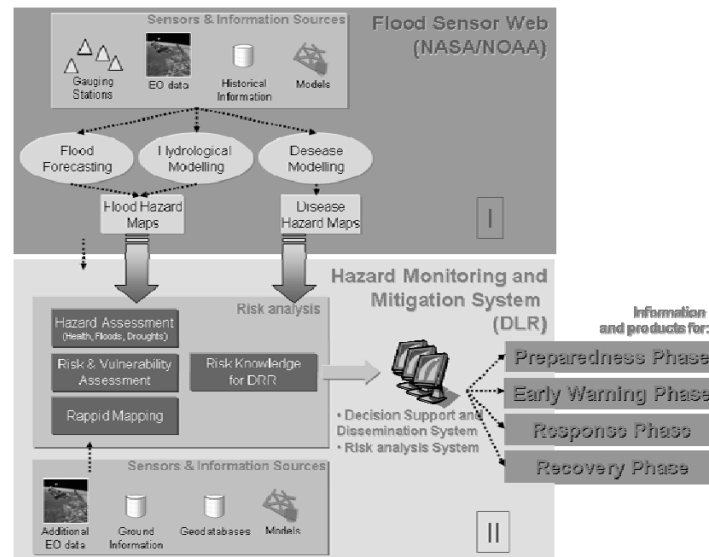 Sensors & Information Sources
Flood Sensor Web
(NASA/NOAA)
Gauging
Stations
EO data
Historical
Information
Models
Flood
Forecasting
Hydrological
Modelling
Desease
Modelling
Flood Hazard
Maps
Disease
Hazard Maps
I
Hazard Monitoring and
Mitigation System
(DLR)
Risk analysis
Hazard Assessment
(Health, Floods, Droughts)
Risk & Vulnerability
Assessment
Rappid Mapping
Risk Knowledge
for DRR
• Decision Support and
Dissemination System
• Risk analysis System
Information
and products for:
Preparedness Phase
Early Warning Phase
Response Phase
Recovery Phase
Sensors & Information Sources
Additional
EO data
Ground
Information
Geodatabases
Models
II